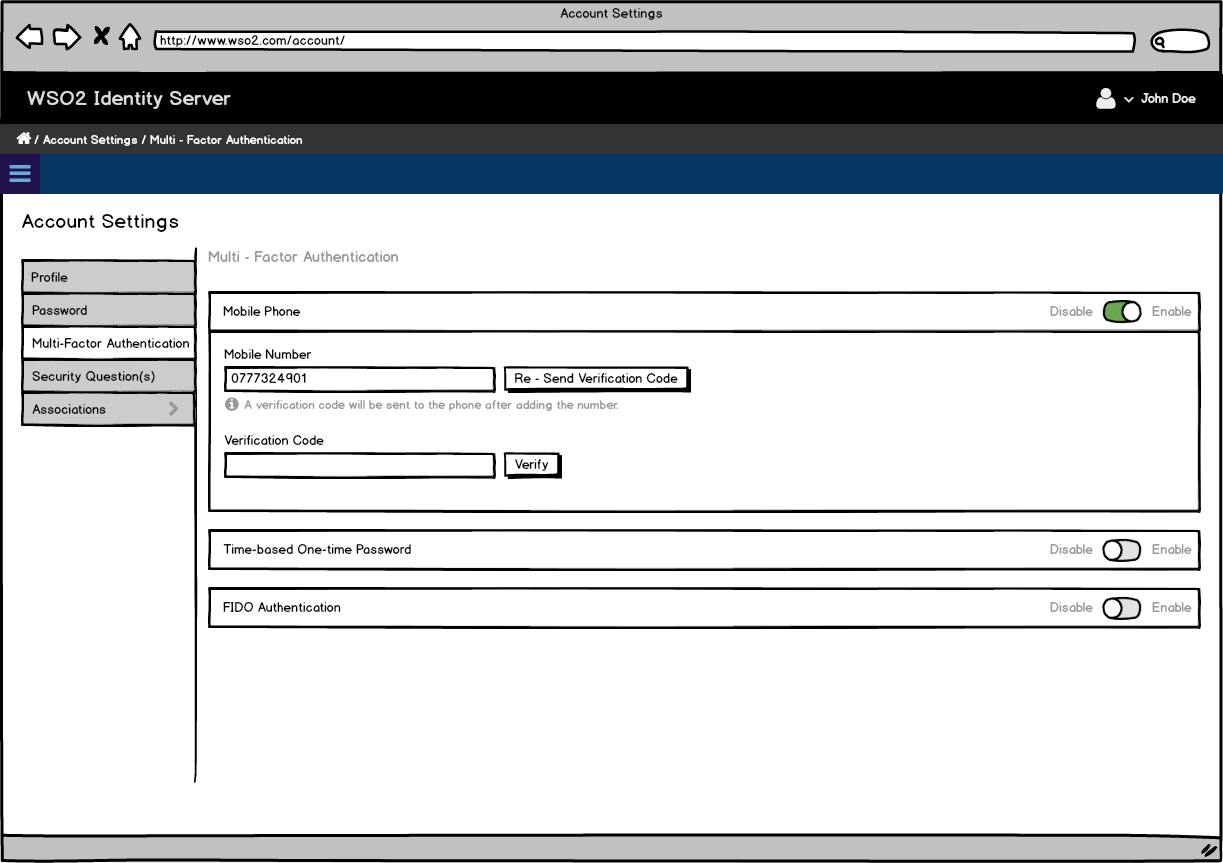 Account Settings
http://www.wso2.com/account/
WSO2 Identity Server
John Doe
/ Account Settings / Multi - Factor Authentication
Account Settings
Profile
Password
Multi-Factor Authentication
Security Question(s)
Associations
Multi - Factor Authentication
Mobile Phone
Disable Enable
Mobile Number
0777324901 Re - Send Verification Code
A verification code will be sent to the phone after adding the number.
Verification Code
Verify
Time-based One-time Password
Disable Enable
FIDO Authentication
Disable Enable